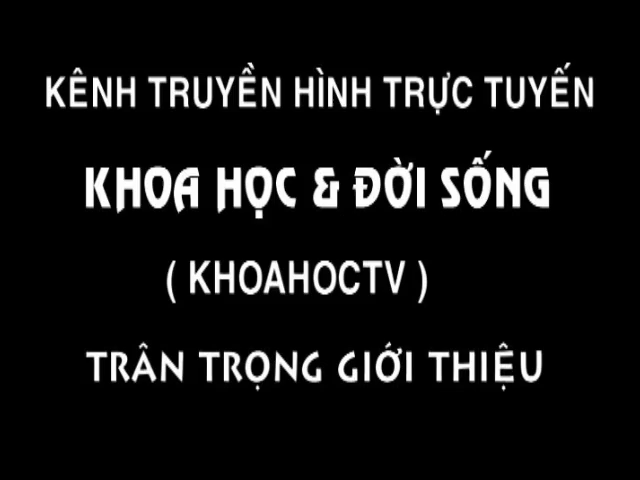 KÊNH TRUYỀN HÌNH TRỰC TUYẾN
KHOA HỌC & ĐỜI SỐNG
( KHOAHOCTV )
TRÂN TRỌNG GIỚI THIỆU